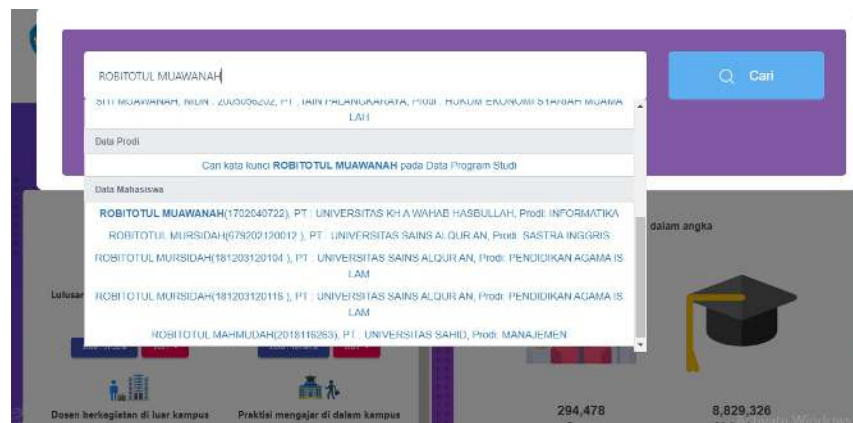 ROBITOTUL MUAWANAH
Cari
SITI MUAWANAH, NIDN : 2005056202, PT : IAIN PALANGKARAYA, Prodi : HUKUM EKONOMI SYARIAH MUAMA
LAH
Data Prodi
Cari kata kunci ROBITOTUL MUAWANAH pada Data Program Studi
Data Mahasiswa
ROBITOTUL MUAWANAH(1702040722), PT : UNIVERSITAS KH A WAHAB HASBULLAH, Prodi: INFORMATIKA
ROBITOTUL MURSIDAH(679202120012 ), PT : UNIVERSITAS SAINS ALQUR AN, Prodi: SASTRA INGGRIS
ROBITOTUL MURSIDAH(181203120104 ), PT : UNIVERSITAS SAINS ALQUR AN, Prodi: PENDIDIKAN AGAMA IS
LAM
ROBITOTUL MURSIDAH(181203120116 ), PT : UNIVERSITAS SAINS ALQUR AN, Prodi: PENDIDIKAN AGAMA IS
LAM
ROBITOTUL MAHMUDAH(2018116263), PT : UNIVERSITAS SAHID, Prodi: MANAJEMEN
dalam angka
Lulusan
Dosen berkegiatan di luar kampus
Praktisi mengajar di dalam kampus
294,478
8,829,326
Activate Windows